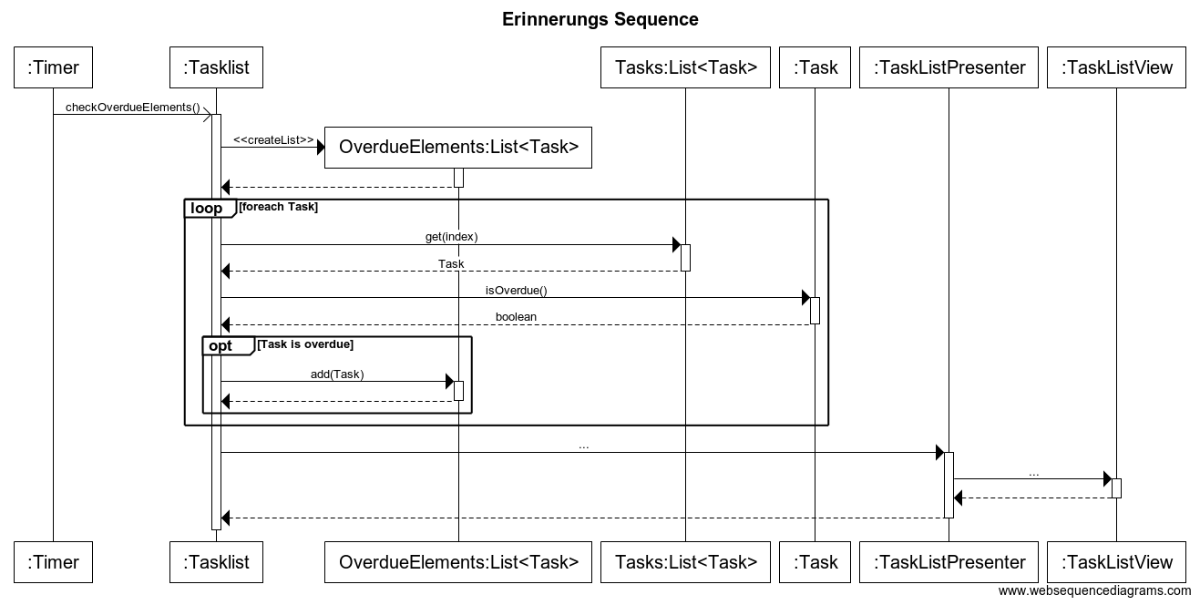 Erinnerungs Sequence
:Timer
:Tasklist
Tasks:List<Task>
:Task
:TaskListPresenter
:TaskListView
checkOverdueElements()
<<createList>>
OverdueElements:List<Task>
loop
[foreach Task]
get(index)
Task
isOverdue()
boolean
opt
[Task is overdue]
add(Task)
...
...
:Timer
:Tasklist
OverdueElements:List<Task>
Tasks:List<Task>
:Task
:TaskListPresenter
:TaskListView
www.websequencediagrams.com